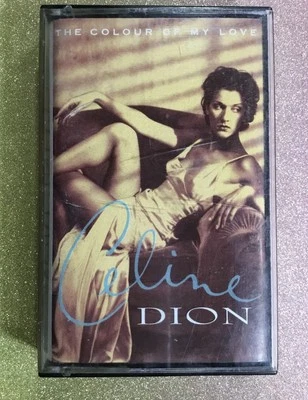 THE COLOUR OF MY LOVE
Céline
DION